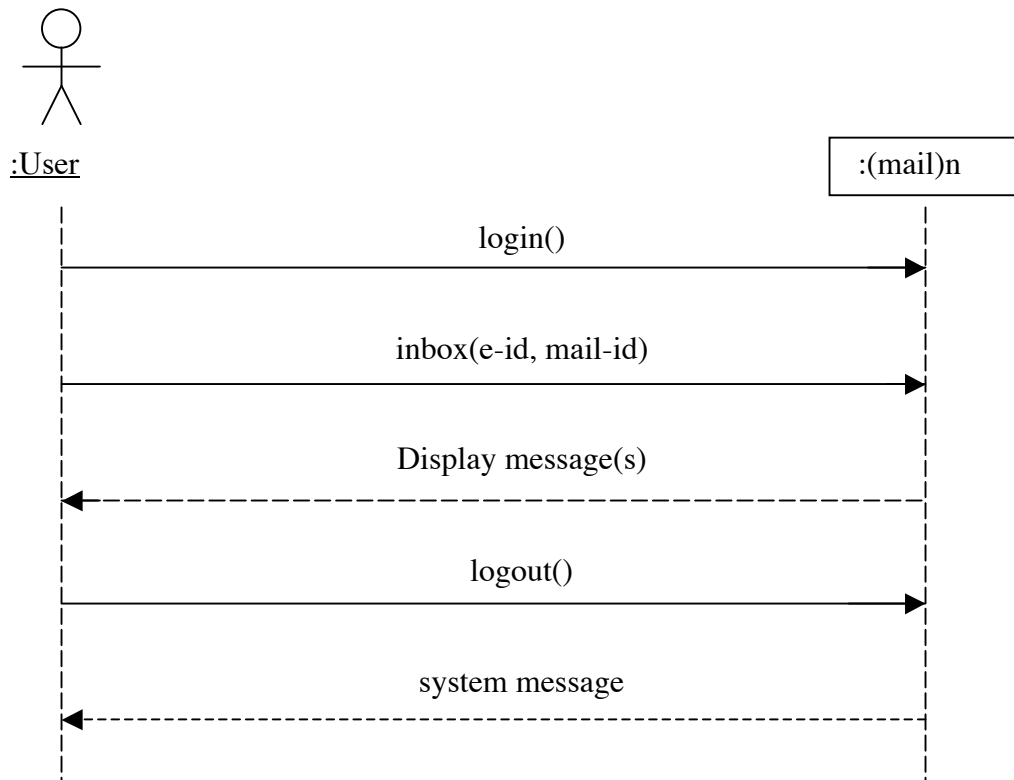 :User
:(mail)n
login()
inbox(e-id, mail-id)
Display message(s)
logout()
system message